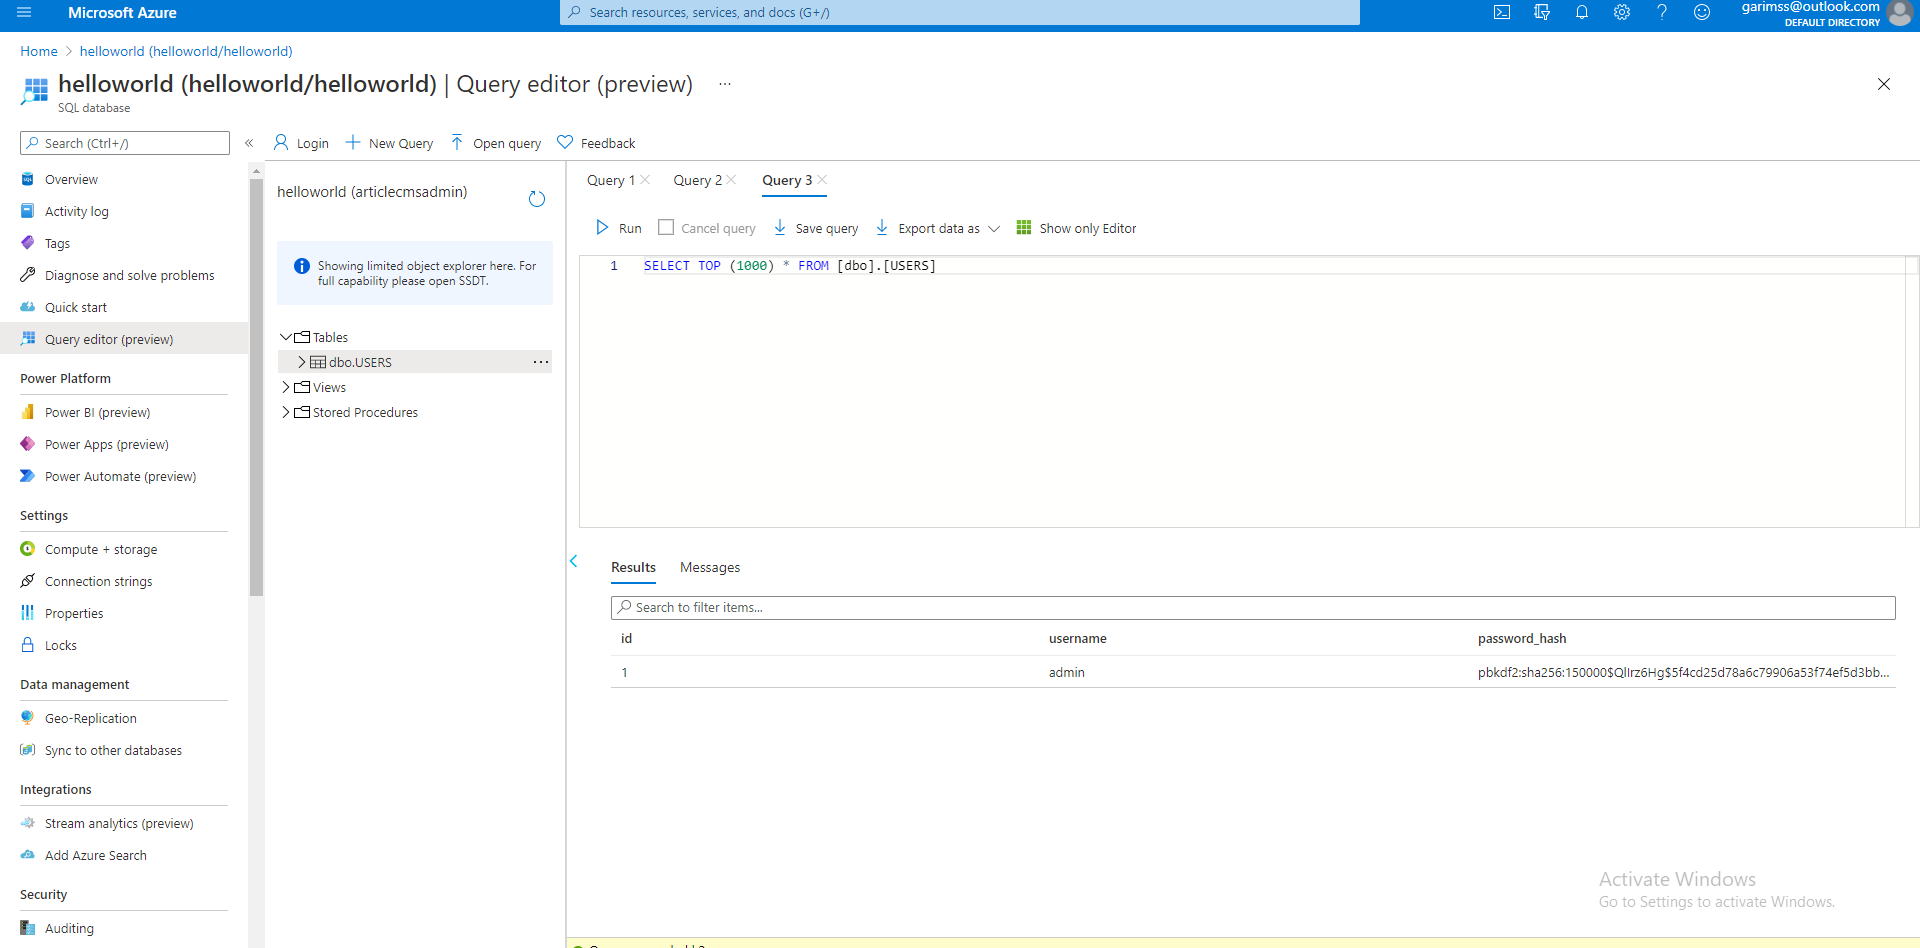 Microsoft Azure
Search resources, services, and docs (G+/)
garimss@outlook.com
DEFAULT DIRECTORY
Home > helloworld (helloworld/helloworld)
helloworld (helloworld/helloworld) | Query editor (preview) ...
SQL database
Search (Ctrl+/)
«
Login
New Query
Open query
Feedback
Overview
Activity log
Tags
Diagnose and solve problems
Quick start
Query editor (preview)
Power Platform
Power BI (preview)
Power Apps (preview)
Power Automate (preview)
Settings
Compute + storage
Connection strings
Properties
Locks
Data management
Geo-Replication
Sync to other databases
Integrations
Stream analytics (preview)
Add Azure Search
Security
Auditing
helloworld (articlecmsadmin)
Showing limited object explorer here. For
full capability please open SSDT.
Tables
dbo.USERS ...
Views
Stored Procedures
Query 1
Query 2
Query 3
Run
Cancel query
Save query
Export data as
Show only Editor
1 SELECT TOP (1000) * FROM [dbo].[USERS]
Results
Messages
Search to filter items...
id username password_hash
1 admin pbkdf2:sha256:150000$QlIrz6Hg$5f4cd25d78a6c79906a53f74ef5d3bb...
Activate Windows
Go to Settings to activate Windows.